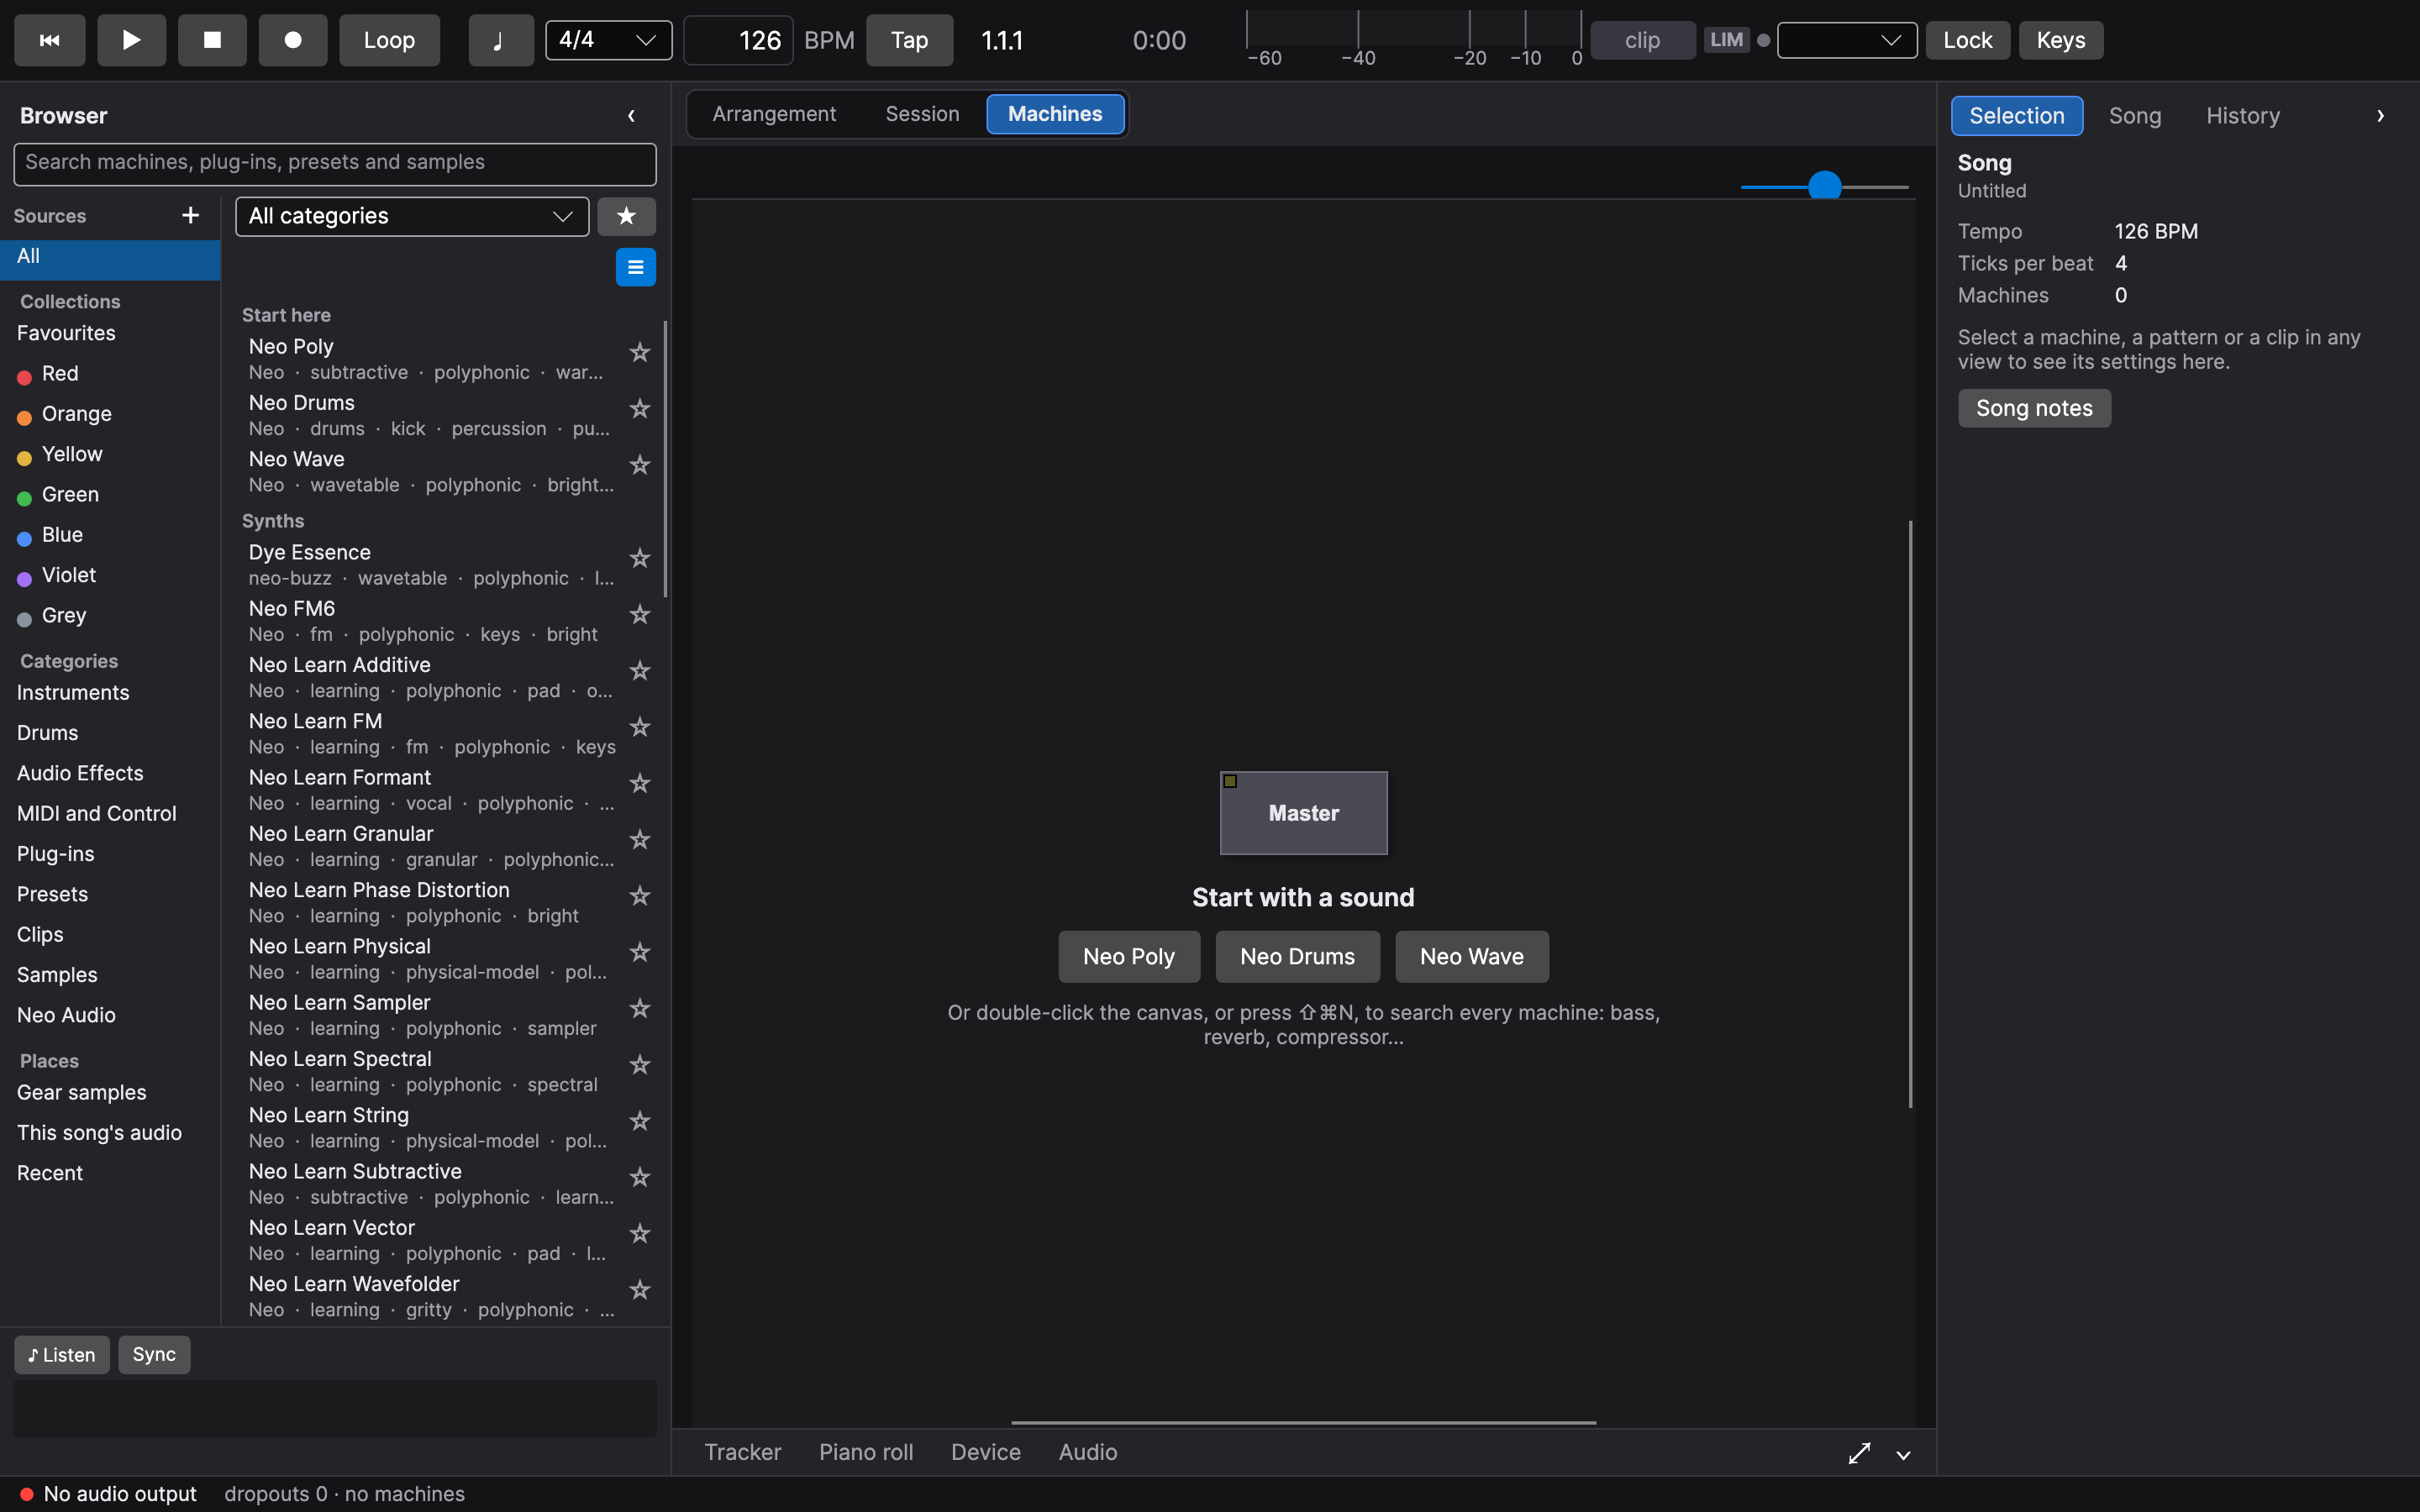 Loop
4/4
126 BPM
Tap
1.1.1
0:00
−60 −40 −20 −10 0
clip
LIM
Lock
Keys
Browser
Search machines, plug-ins, presets and samples
Sources
All
Collections
Favourites
Red
Orange
Yellow
Green
Blue
Violet
Grey
Categories
Instruments
Drums
Audio Effects
MIDI and Control
Plug-ins
Presets
Clips
Samples
Neo Audio
Places
Gear samples
This song's audio
Recent
All categories
Start here
Neo Poly
Neo · subtractive · polyphonic · war...
Neo Drums
Neo · drums · kick · percussion · pu...
Neo Wave
Neo · wavetable · polyphonic · bright...
Synths
Dye Essence
neo-buzz · wavetable · polyphonic · l...
Neo FM6
Neo · fm · polyphonic · keys · bright
Neo Learn Additive
Neo · learning · polyphonic · pad · o...
Neo Learn FM
Neo · learning · fm · polyphonic · keys
Neo Learn Formant
Neo · learning · vocal · polyphonic · ...
Neo Learn Granular
Neo · learning · granular · polyphonic...
Neo Learn Phase Distortion
Neo · learning · polyphonic · bright
Neo Learn Physical
Neo · learning · physical-model · pol...
Neo Learn Sampler
Neo · learning · polyphonic · sampler
Neo Learn Spectral
Neo · learning · polyphonic · spectral
Neo Learn String
Neo · learning · physical-model · pol...
Neo Learn Subtractive
Neo · subtractive · polyphonic · learn...
Neo Learn Vector
Neo · learning · polyphonic · pad · l...
Neo Learn Wavefolder
Neo · learning · gritty · polyphonic · ...
♪ Listen
Sync
Arrangement
Session
Machines
Master
Start with a sound
Neo Poly
Neo Drums
Neo Wave
Or double-click the canvas, or press ⇧⌘N, to search every machine: bass,
reverb, compressor...
Tracker
Piano roll
Device
Audio
Selection
Song
History
Song
Untitled
Tempo 126 BPM
Ticks per beat 4
Machines 0
Select a machine, a pattern or a clip in any
view to see its settings here.
Song notes
No audio output
dropouts 0 · no machines